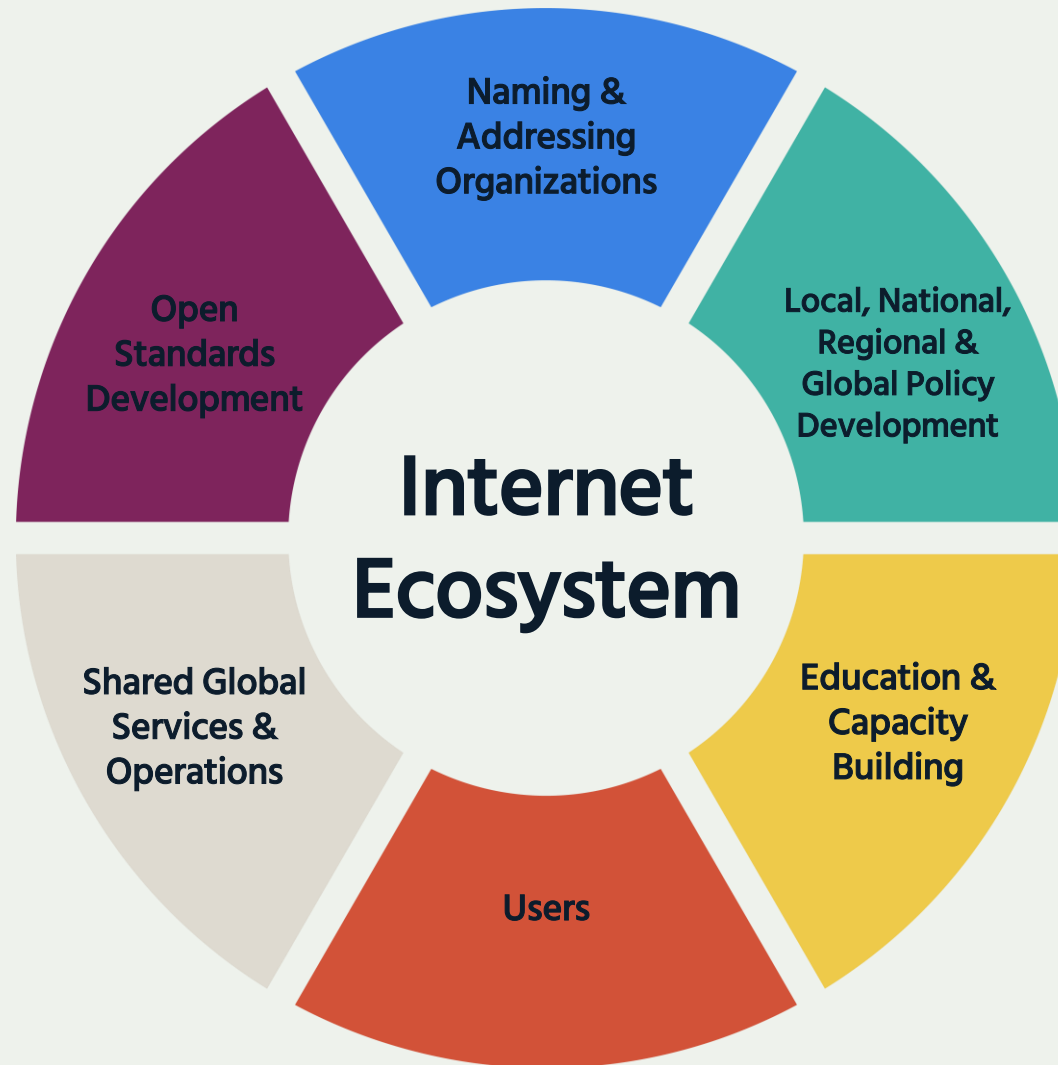 Naming &
Addressing
Organizations
Local, National,
Regional &
Global Policy
Development
Education &
Capacity
Building
Users
Shared Global
Services &
Operations
Open
Standards
Development
Internet
Ecosystem